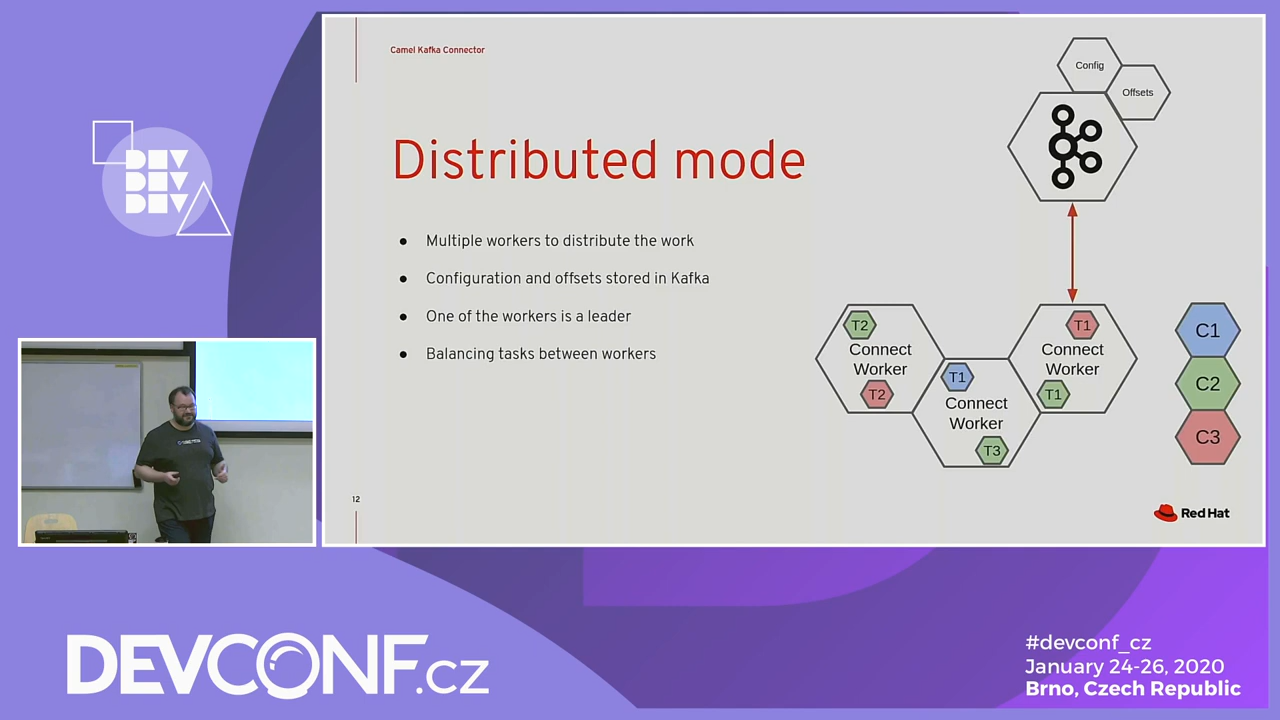 Camel Kafka Connector
Config
Offsets
Distributed mode
● Multiple workers to distribute the work
● Configuration and offsets stored in Kafka
● One of the workers is a leader
● Balancing tasks between workers
T2
Connect
Worker
T2
T1
Connect
Worker
T3
T1
Connect
Worker
T1
C1
C2
C3
12
Red Hat
DEV
DEV
DEV
DEVCONF.cz
#devconf_cz
January 24-26, 2020
Brno, Czech Republic